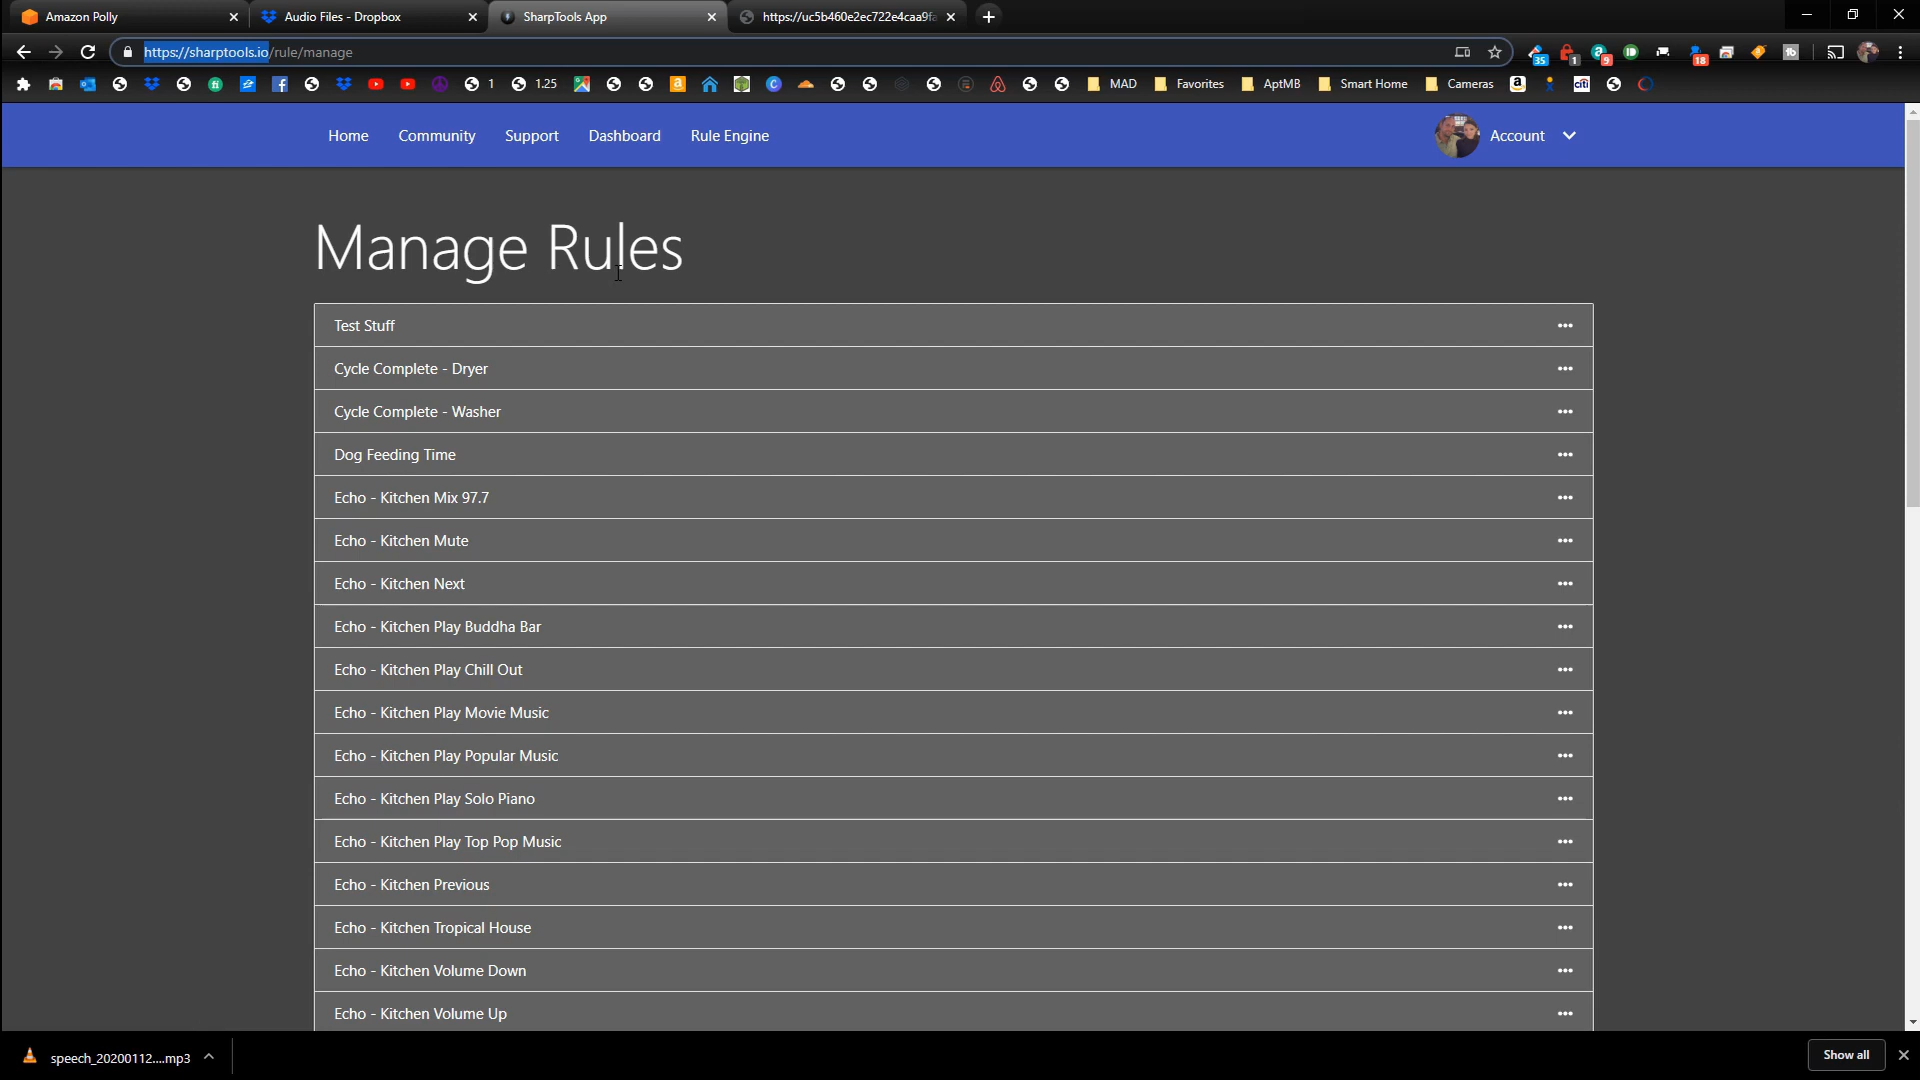 Amazon Polly
Audio Files - Dropbox
SharpTools App
https://uc5b460e2ec722e4caa9f
https://sharptools.io/rule/manage
35
1
9
18
1
1.25
MAD
Favorites
AptMB
Smart Home
Cameras
citi
Home
Community
Support
Dashboard
Rule Engine
Account
Manage Rules
Test Stuff
Cycle Complete - Dryer
Cycle Complete - Washer
Dog Feeding Time
Echo - Kitchen Mix 97.7
Echo - Kitchen Mute
Echo - Kitchen Next
Echo - Kitchen Play Buddha Bar
Echo - Kitchen Play Chill Out
Echo - Kitchen Play Movie Music
Echo - Kitchen Play Popular Music
Echo - Kitchen Play Solo Piano
Echo - Kitchen Play Top Pop Music
Echo - Kitchen Previous
Echo - Kitchen Tropical House
Echo - Kitchen Volume Down
Echo - Kitchen Volume Up
speech_20200112....mp3
Show all